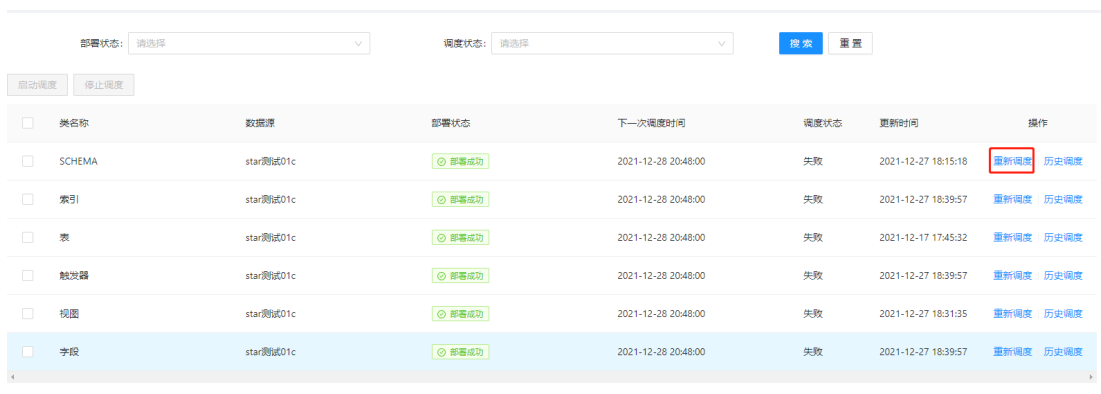 部署状态: 请选择 调度状态: 请选择 搜索 重置
启动调度 停止调度
类名称 数据源 部署状态 下一次调度时间 调度状态 更新时间 操作
SCHEMA star测试01c 部署成功 2021-12-28 20:48:00 失败 2021-12-27 18:15:18 重新调度 历史调度
索引 star测试01c 部署成功 2021-12-28 20:48:00 失败 2021-12-27 18:39:57 重新调度 历史调度
表 star测试01c 部署成功 2021-12-28 20:48:00 失败 2021-12-17 17:45:32 重新调度 历史调度
触发器 star测试01c 部署成功 2021-12-28 20:48:00 失败 2021-12-27 18:39:57 重新调度 历史调度
视图 star测试01c 部署成功 2021-12-28 20:48:00 失败 2021-12-27 18:31:35 重新调度 历史调度
字段 star测试01c 部署成功 2021-12-28 20:48:00 失败 2021-12-27 18:39:57 重新调度 历史调度